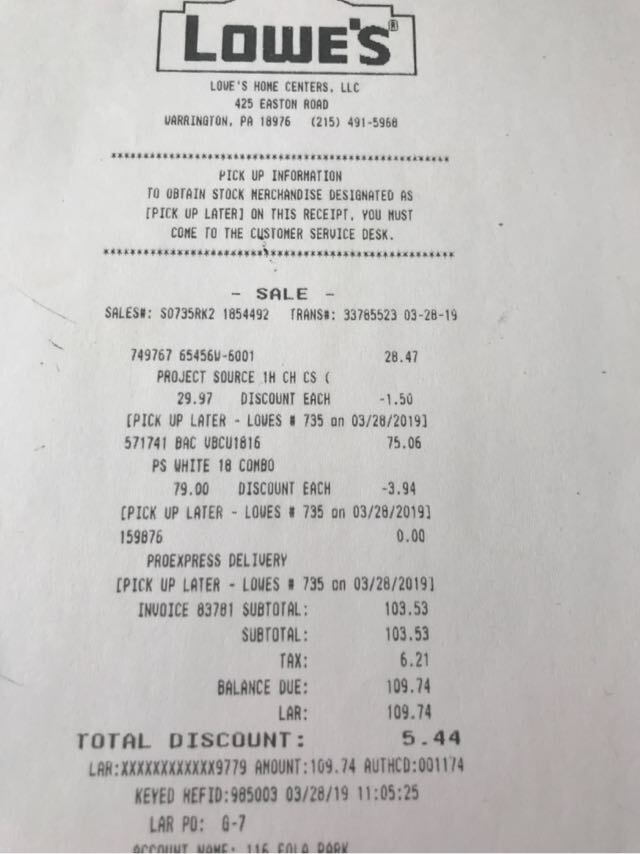 LOWE'S®
LOWE'S HOME CENTERS, LLC
425 EASTON ROAD
WARRINGTON, PA 18976 (215) 491-5968
****************************************************
PICK UP INFORMATION
TO OBTAIN STOCK MERCHANDISE DESIGNATED AS
[PICK UP LATER] ON THIS RECEIPT, YOU MUST
COME TO THE CUSTOMER SERVICE DESK.
****************************************************
- SALE -
SALES#: S0735RK2 1854492 TRANS#: 33785523 03-28-19
749767 65456W-6001 28.47
PROJECT SOURCE 1H CH CS (
29.97 DISCOUNT EACH -1.50
[PICK UP LATER - LOWES # 735 on 03/28/2019]
571741 BAC VBCU1816 75.06
PS WHITE 18 COMBO
79.00 DISCOUNT EACH -3.94
[PICK UP LATER - LOWES # 735 on 03/28/2019]
159876 0.00
PROEXPRESS DELIVERY
[PICK UP LATER - LOWES # 735 on 03/28/2019]
INVOICE 83781 SUBTOTAL: 103.53
SUBTOTAL: 103.53
TAX: 6.21
BALANCE DUE: 109.74
LAR: 109.74
TOTAL DISCOUNT: 5.44
LAR:XXXXXXXXXXXX9779 AMOUNT:109.74 AUTHCD:001174
KEYED REFID:985003 03/28/19 11:05:25
LAR PO: G-7
ACCOUNT NAME: 116 EOLA PARK